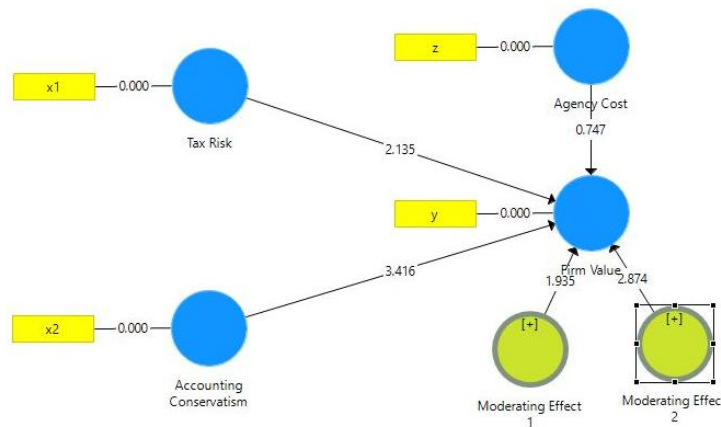 z
0.000
Agency Cost
x1
0.000
Tax Risk
0.747
2.135
y
0.000
Firm Value
3.416
1.935
2.874
x2
0.000
Accounting
Conservatism
[+]
[+]
Moderating Effect
1
Moderating Effec
2